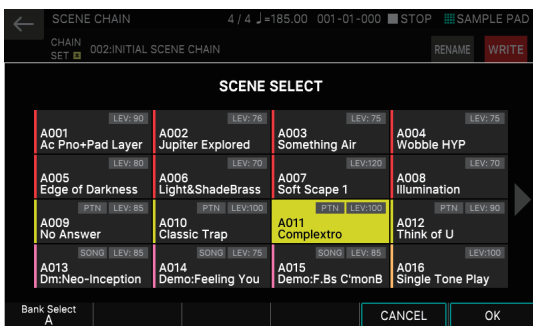 SCENE CHAIN 4 / 4 ♩=185.00 001-01-000 STOP SAMPLE PAD
CHAIN
SET 002:INITIAL SCENE CHAIN RENAME WRITE
SCENE SELECT
LEV: 90 LEV: 76 LEV: 75 LEV: 75
A001 A002 A003 A004
Ac Pno+Pad Layer Jupiter Explored Something Air Wobble HYP
LEV: 80 LEV: 70 LEV:120 LEV: 70
A005 A006 A007 A008
Edge of Darkness Light&ShadeBrass Soft Scape 1 Illumination
PTN LEV: 85 PTN LEV:100 PTN LEV:100 PTN LEV: 90
A009 A010 A011 A012
No Answer Classic Trap Complextro Think of U
SONG LEV: 85 SONG LEV: 75 SONG LEV: 85 LEV:100
A013 A014 A015 A016
Dm:Neo-Inception Demo:Feeling You Demo:F.Bs C'monB Single Tone Play
Bank Select
A CANCEL OK